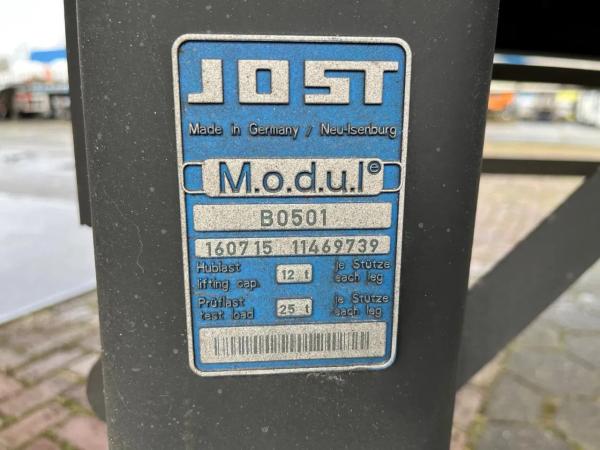 JOST
Made in Germany / Neu-Isenburg
M.o.d.u.l e
B0501
160715 11469739
Hublast 12 t je Stütze
lifting cap. each leg
Prüflast 25 t je Stütze
test load each leg